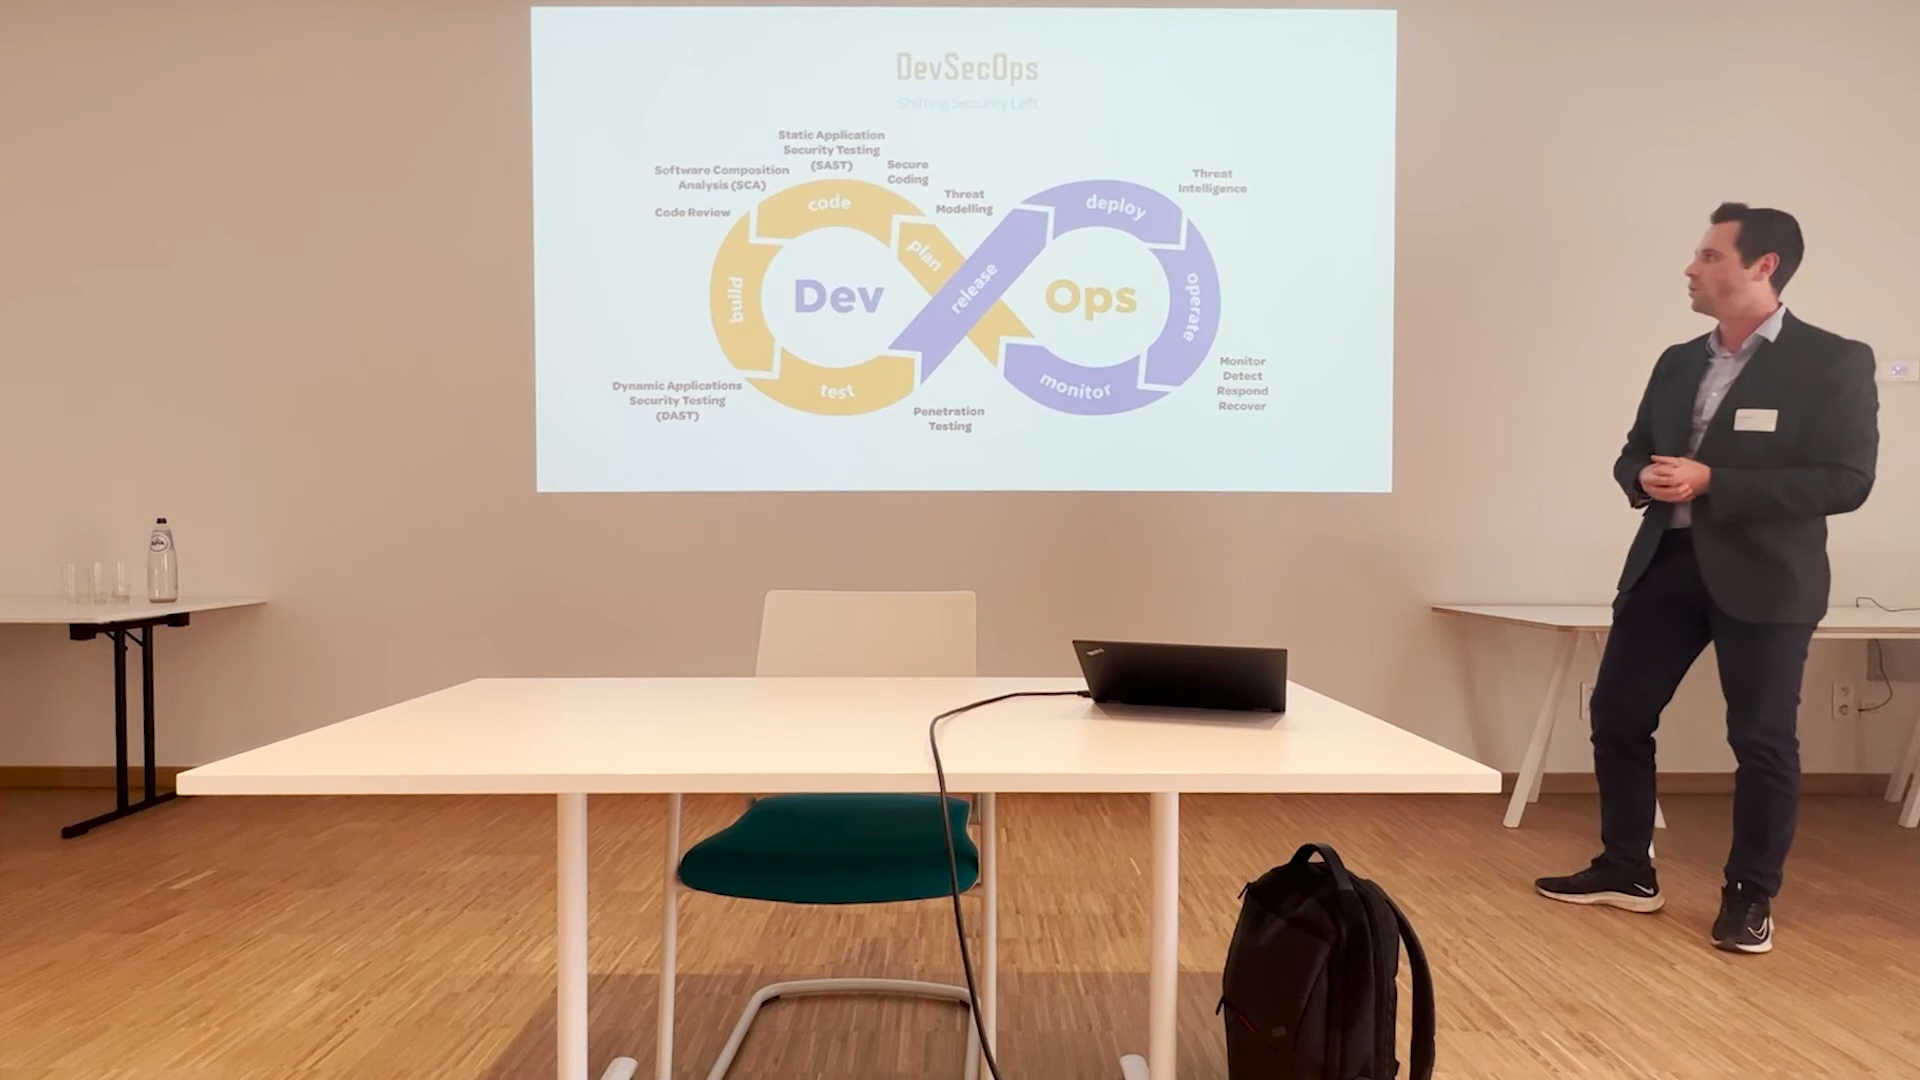 DevSecOps
Shifting Security Left
Static Application
Security Testing
(SAST)
Secure
Coding
Software Composition
Analysis (SCA)
Threat
Modelling
Threat
Intelligence
Code Review
code
plan
build
Dev
test
release
deploy
Ops
operate
monitor
Dynamic Applications
Security Testing
(DAST)
Penetration
Testing
Monitor
Detect
Respond
Recover